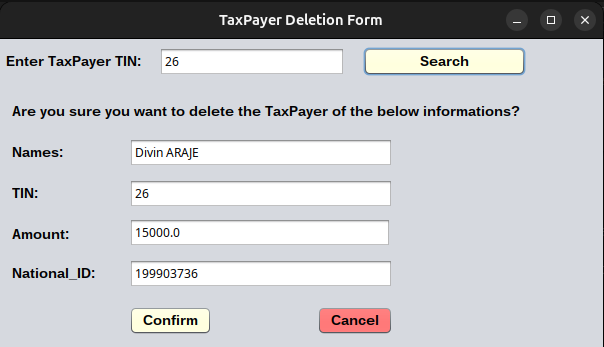 TaxPayer Deletion Form
Enter TaxPayer TIN: 26 Search
Are you sure you want to delete the TaxPayer of the below informations?
Names: Divin ARAJE
TIN: 26
Amount: 15000.0
National_ID: 199903736
Confirm Cancel